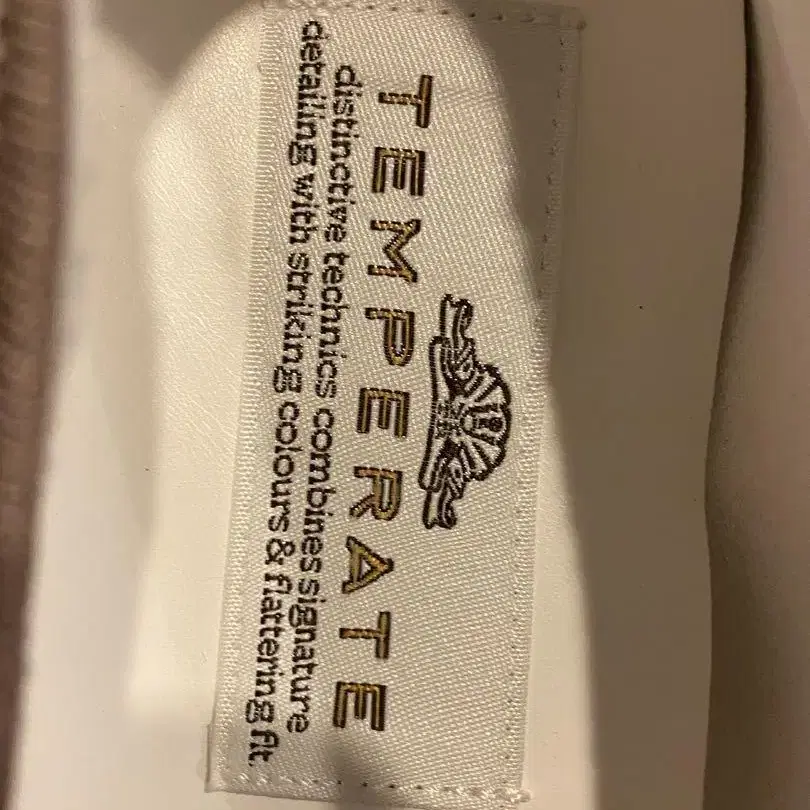 TEMPERATE
distinctive technics combines signature
detailing with striking colours & flattering fit.